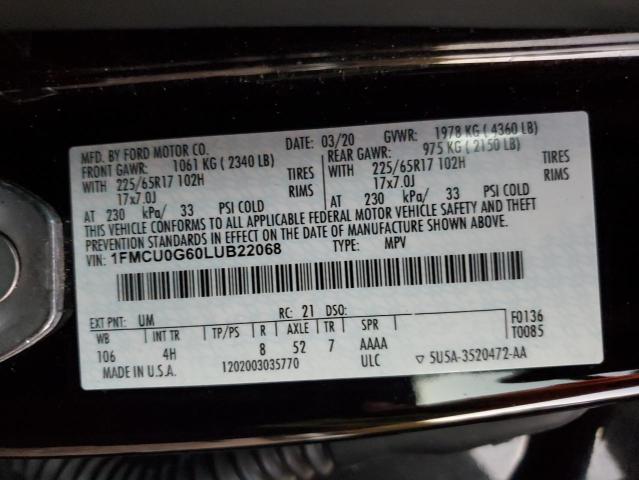 MFD. BY FORD MOTOR CO. DATE: 03/20 GVWR: 1978 KG ( 4360 LB)
FRONT GAWR: 1061 KG ( 2340 LB) REAR GAWR: 975 KG ( 2150 LB)
WITH 225/65R17 102H TIRES WITH 225/65R17 102H TIRES
17x7.0J RIMS 17x7.0J RIMS
AT 230 kPa/ 33 PSI COLD AT 230 kPa/ 33 PSI COLD
THIS VEHICLE CONFORMS TO ALL APPLICABLE FEDERAL MOTOR VEHICLE SAFETY AND THEFT
PREVENTION STANDARDS IN EFFECT ON THE DATE OF MANUFACTURE SHOWN ABOVE.
VIN: 1FMCU0G60LUB22068 TYPE: MPV
EXT PNT: UM RC: 21 DSO: F0136
WB INT TR TP/PS R AXLE TR SPR T0085
106 4H 8 52 7 AAAA
MADE IN U.S.A. 1202003035770 ULC ▽ 5U5A-3520472-AA